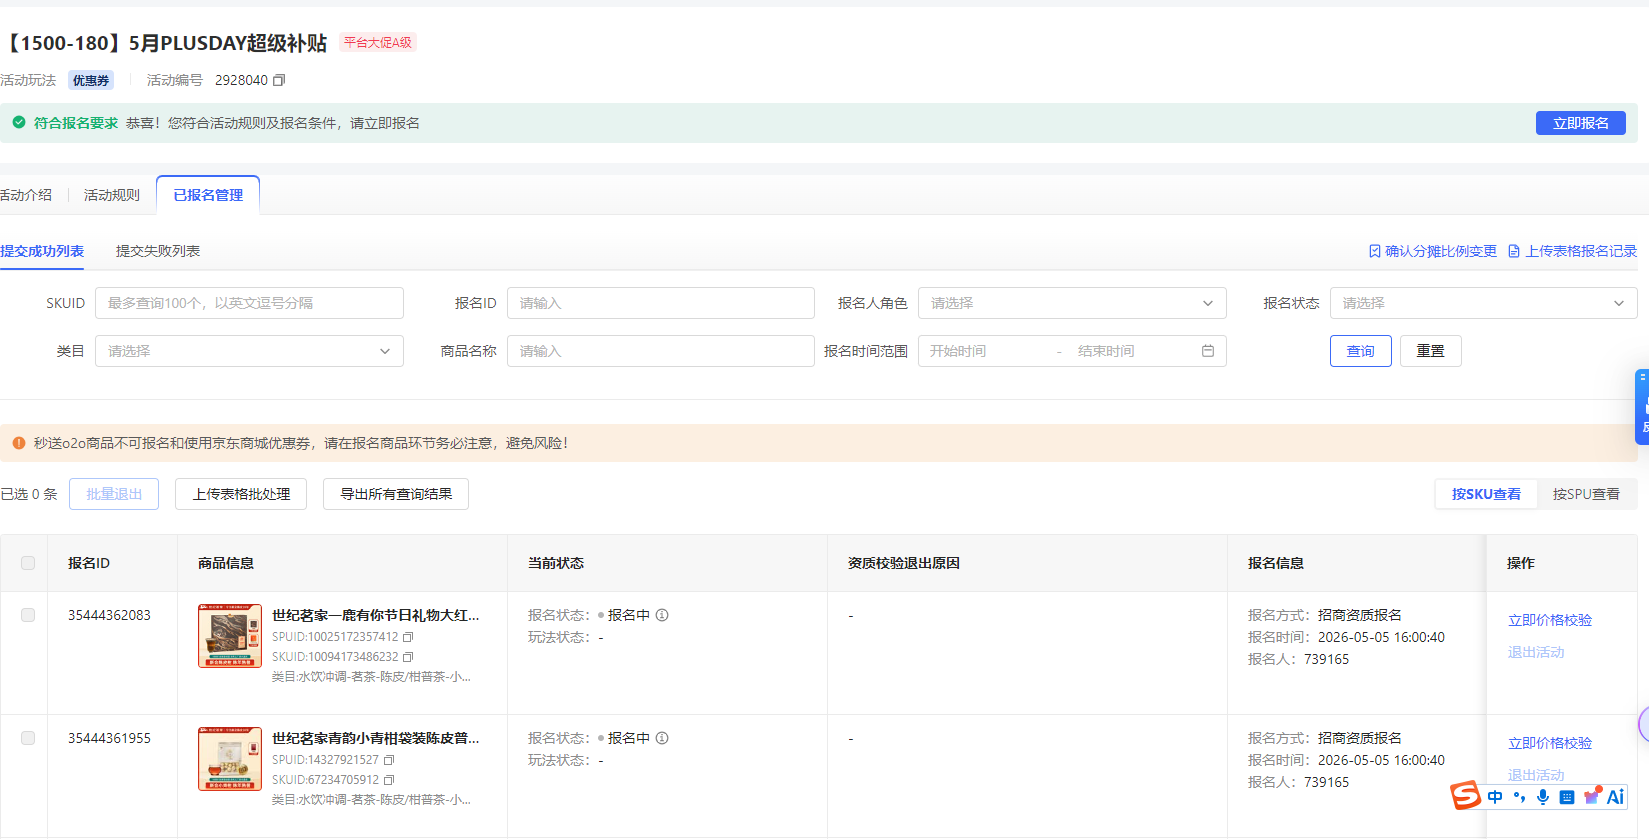 【1500-180】5月PLUSDAY超级补贴 平台大促A级
活动玩法 优惠券 活动编号 2928040
符合报名要求 恭喜！您符合活动规则及报名条件，请立即报名 立即报名
活动介绍 活动规则 已报名管理
提交成功列表 提交失败列表 确认分摊比例变更 上传表格报名记录
SKUID 最多查询100个，以英文逗号分隔 报名ID 请输入 报名人角色 请选择 报名状态 请选择
类目 请选择 商品名称 请输入 报名时间范围 开始时间 - 结束时间 查询 重置
秒送o2o商品不可报名和使用京东商城优惠券，请在报名商品环节务必注意，避免风险！
已选 0 条 批量退出 上传表格批处理 导出所有查询结果 按SKU查看 按SPU查看
报名ID 商品信息 当前状态 资质校验退出原因 报名信息 操作
35444362083 世纪茗家一鹿有你节日礼物大红... 报名状态： 报名中 - 报名方式： 招商资质报名 立即价格校验
SPUID:10025172357412 玩法状态： - 报名时间： 2026-05-05 16:00:40
SKUID:10094173486232 报名人： 739165 退出活动
类目:水饮冲调-茗茶-陈皮/柑普茶-小...
35444361955 世纪茗家青韵小青柑袋装陈皮普... 报名状态： 报名中 - 报名方式： 招商资质报名 立即价格校验
SPUID:14327921527 玩法状态： - 报名时间： 2026-05-05 16:00:40
SKUID:67234705912 报名人： 739165 退出活动
类目:水饮冲调-茗茶-陈皮/柑普茶-小...
中 Ai